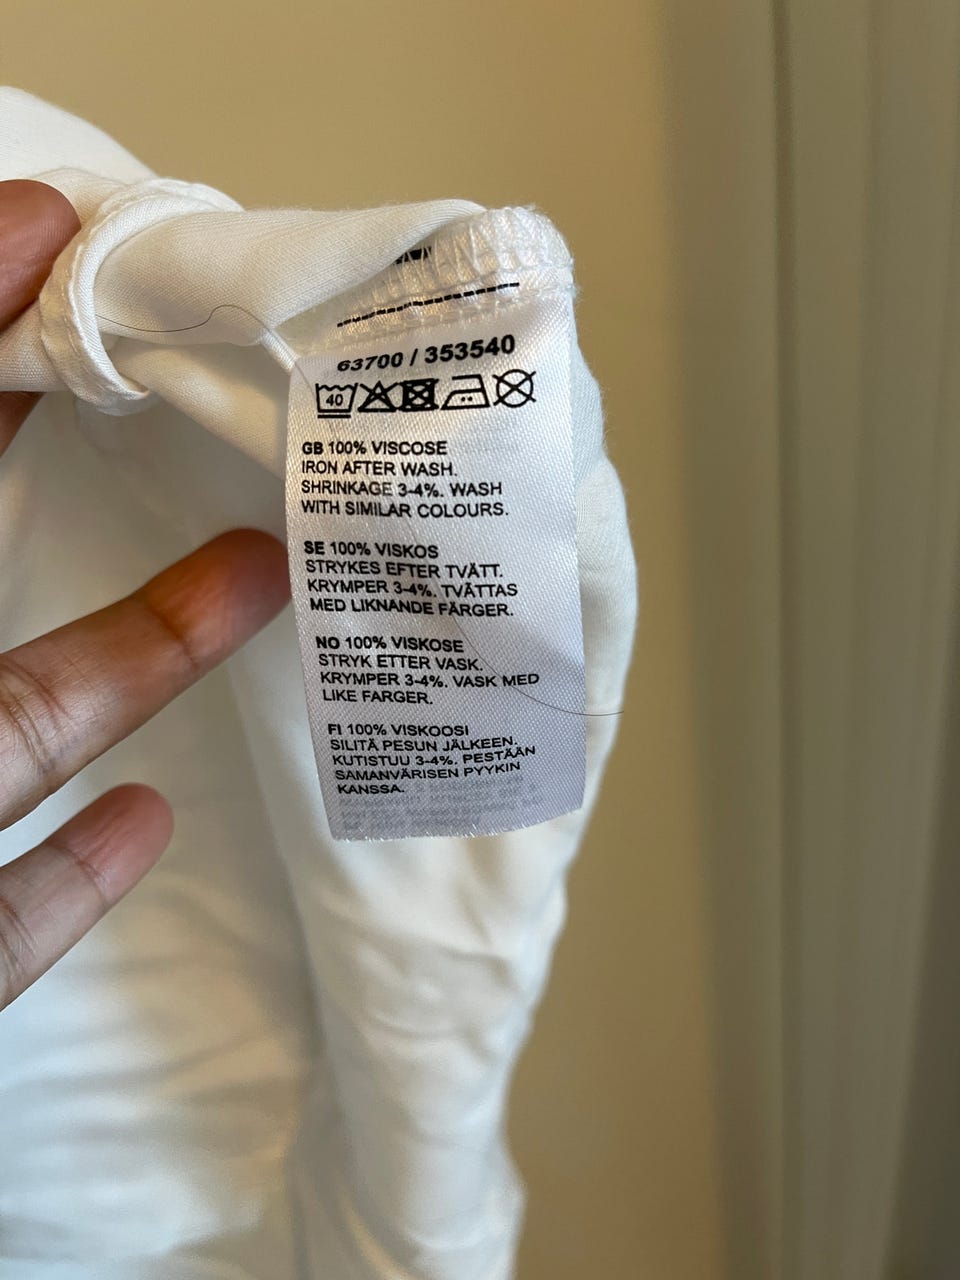 63700 / 353540
40
GB 100% VISCOSE
IRON AFTER WASH.
SHRINKAGE 3-4%. WASH
WITH SIMILAR COLOURS.
SE 100% VISKOS
STRYKES EFTER TVÄTT.
KRYMPER 3-4%. TVÄTTAS
MED LIKNANDE FÄRGER.
NO 100% VISKOSE
STRYK ETTER VASK.
KRYMPER 3-4%. VASK MED
LIKE FARGER.
FI 100% VISKOOSI
SILITÄ PESUN JÄLKEEN.
KUTISTUU 3-4%. PESTÄÄN
SAMANVÄRISEN PYYKIN
KANSSA.